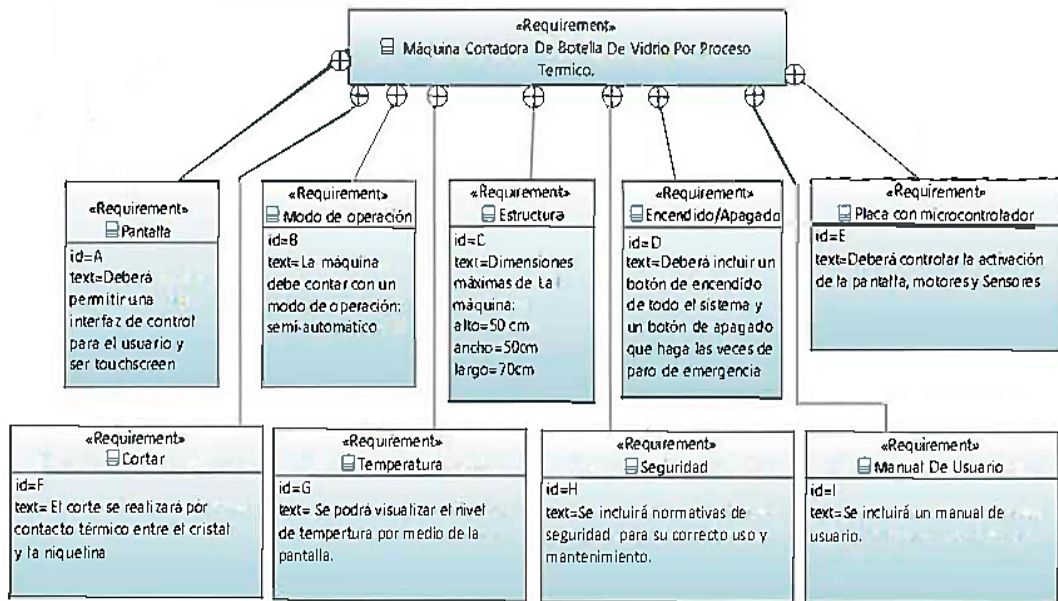 «Requirement»
Máquina Cortadora De Botella De Vidrio Por Proceso
Termico.
«Requirement»
Pantalla
id=A
text=Deberá
permitir una
interfaz de control
para el usuario y
ser touchscreen
«Requirement»
Modo de operación
id=B
text=La máquina
debe contar con un
modo de operación:
semi-automático
«Requirement»
Estructura
id=C
text=Dimensiones
máximas de La
máquina:
alto=50 cm
ancho=50cm
largo=70cm
«Requirement»
Encendido/Apagado
id=D
text=Deberá incluir un
botón de encendido
de todo el sistema y
un botón de apagado
que haga las veces de
paro de emergencia
«Requirement»
Placa con microcontrolador
id=E
text=Deberá controlar la activación
de la pantalla, motores y Sensores
«Requirement»
Cortar
id=F
text= El corte se realizará por
contacto térmico entre el cristal
y la niquelina
«Requirement»
Temperatura
id=G
text= Se podrá visualizar el nivel
de tempertura por medio de la
pantalla.
«Requirement»
Seguridad
id=H
text=Se incluirá normativas de
seguridad para su correcto uso y
mantenimiento.
«Requirement»
Manual De Usuario
id=I
text=Se incluirá un manual de
usuario.